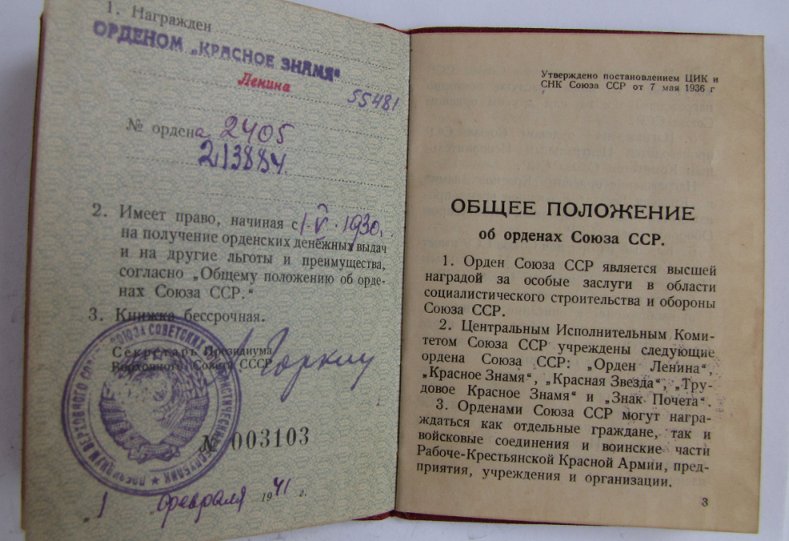 1. Награжден
ОРДЕНОМ „КРАСНОЕ ЗНАМЯ“
Ленина
55481
№ ордена 2405
213884.
2. Имеет право, начиная с 1·V·1930г.
на получение орденских денежных выдач
и на другие льготы и преимущества,
согласно „Общему положению об орде-
нах Союза ССР.“
3. Книжка бессрочная.
Секретарь Президиума
Верховного Совета СССР
А Горкин
№ 003103
„1 февраля 1941 г.
Утверждено постановлением ЦИК и
СНК Союза ССР от 7 мая 1936 г
ОБЩЕЕ ПОЛОЖЕНИЕ
об орденах Союза ССР.
1. Орден Союза ССР является высшей
наградой за особые заслуги в области
социалистического строительства и обороны
Союза ССР.
2. Центральным Исполнительным Коми-
тетом Союза ССР учреждены следующие
ордена Союза ССР: „Орден Ленина“,
„Красное Знамя“, „Красная Звезда“, „Тру-
довое Красное Знамя“ и „Знак Почета“.
3. Орденами Союза ССР могут награ-
ждаться как отдельные граждане, так и
войсковые соединения и воинские части
Рабоче-Крестьянской Красной Армии, пред-
приятия, учреждения и организации.
3